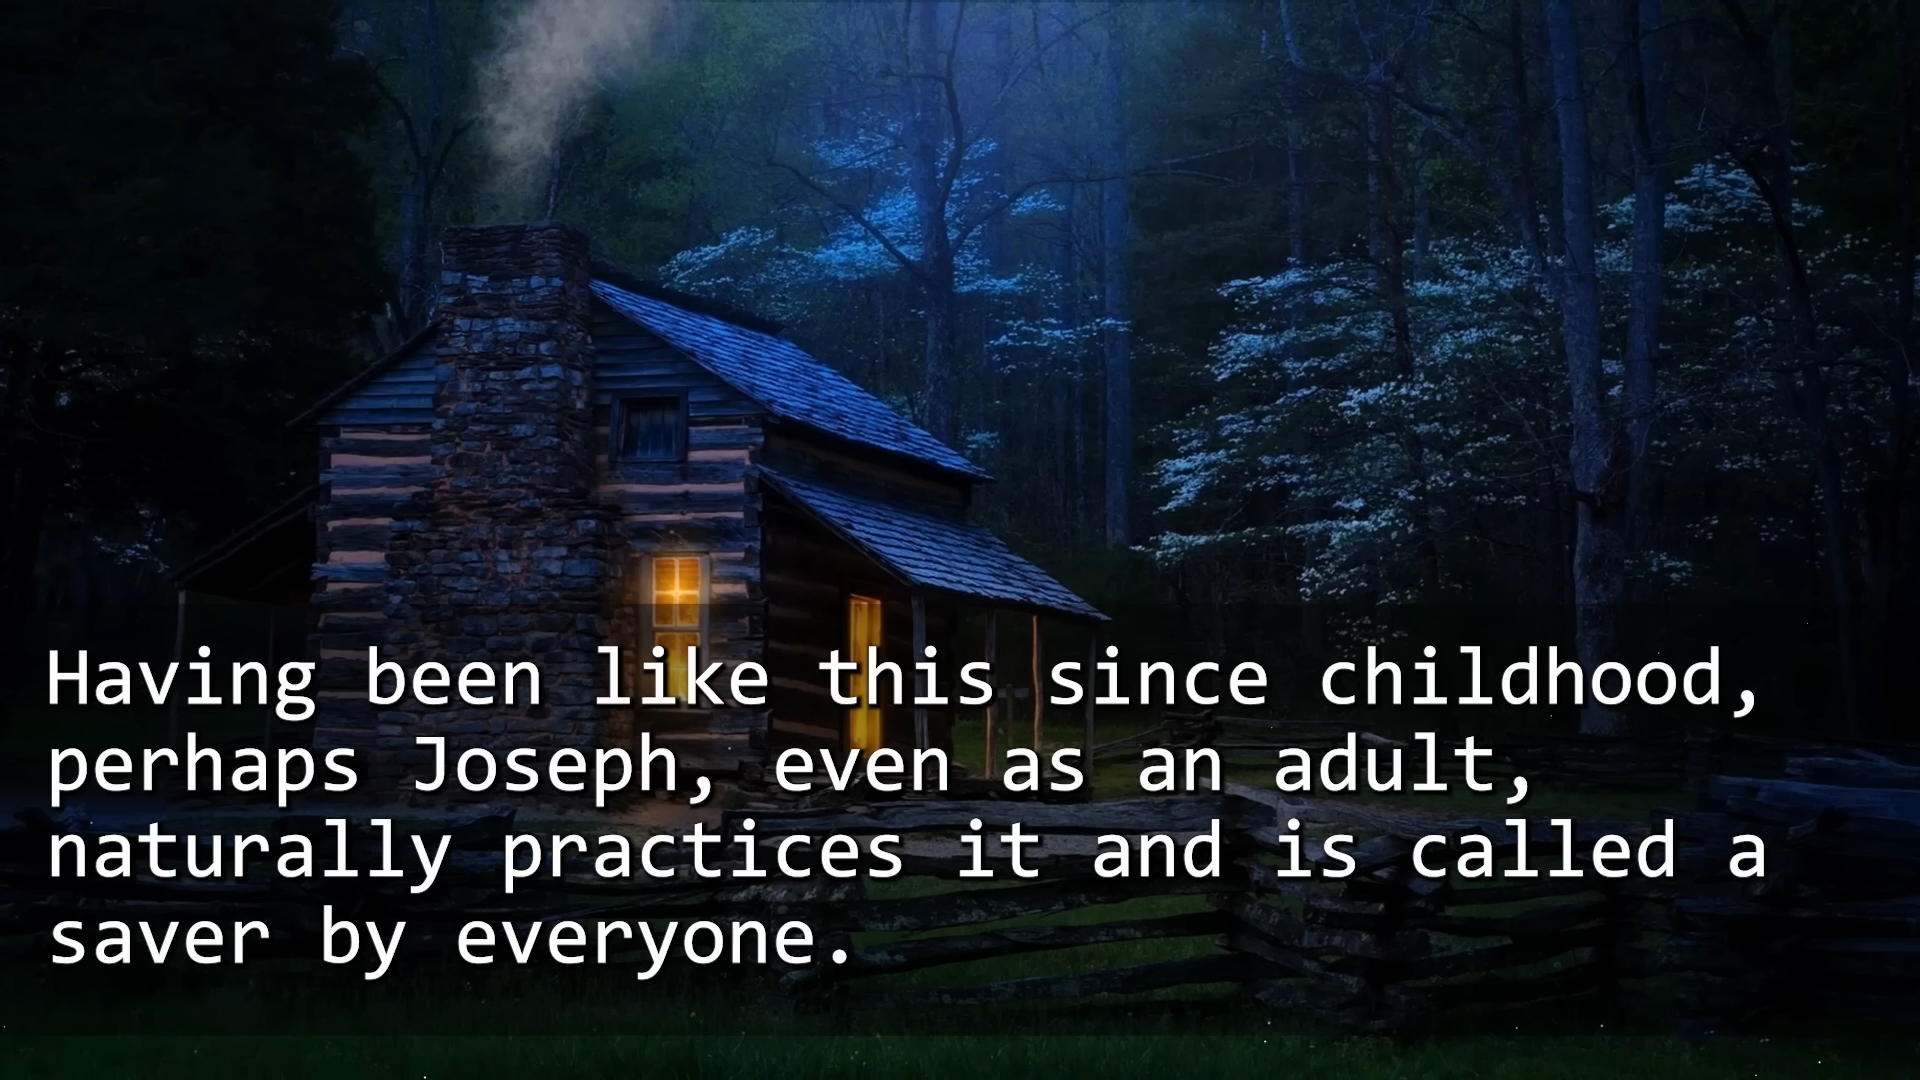 Having been like this since childhood,
perhaps Joseph, even as an adult,
naturally practices it and is called a
saver by everyone.